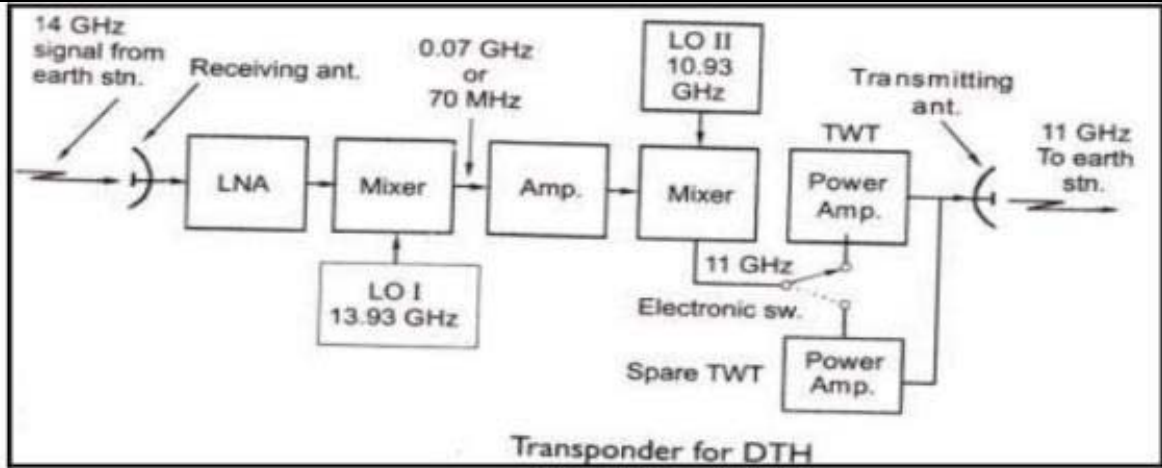 14 GHz
signal from
earth stn.
Receiving ant.
0.07 GHz
or
70 MHz
LO II
10.93
GHz
Transmitting
ant.
11 GHz
To earth
stn.
TWT
LNA
Mixer
Amp.
Mixer
Power
Amp.
LO I
13.93 GHz
11 GHz
Electronic sw.
Spare TWT
Power
Amp.
Transponder for DTH